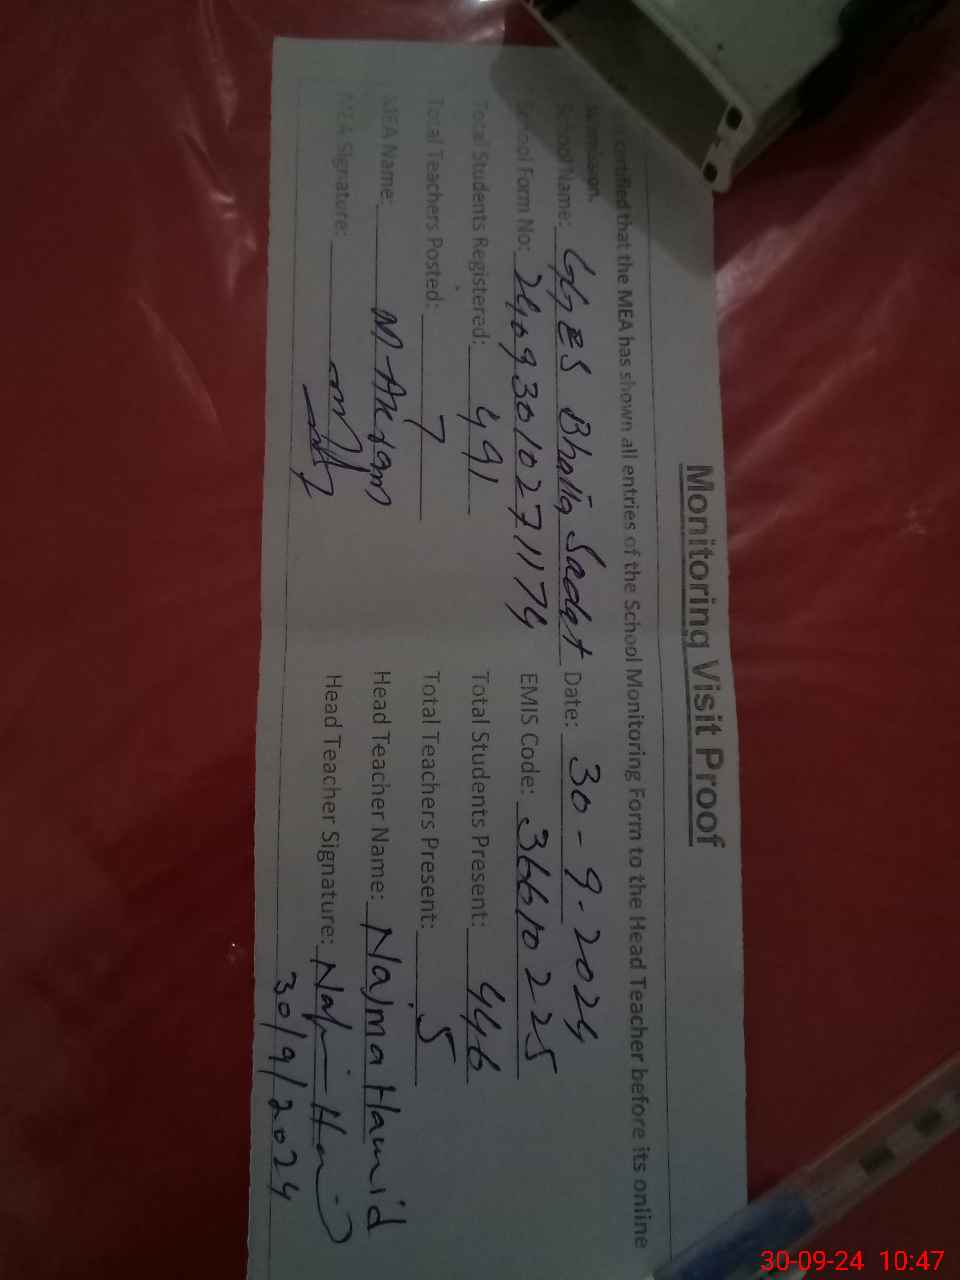 Monitoring Visit Proof
certified that the MEA has shown all entries of the School Monitoring Form to the Head Teacher before its online
submission.
School Name: GGES Bhalla Sadat Date: 30-9-2024
School Form No: 24093010271174 EMIS Code: 36610225
Total Students Registered: 491 Total Students Present: 446
Total Teachers Posted: 7 Total Teachers Present: 5
MEA Name: M-Akram Head Teacher Name: Najma Hamid
MEA Signature: Head Teacher Signature:
30/9/2024
30-09-24 10:47